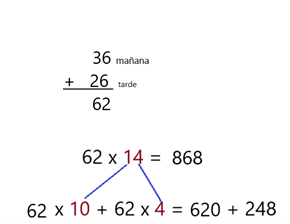 36 mañana
+ 26 tarde
62
62 x 14 = 868
62 x 10 + 62 x 4 = 620 + 248